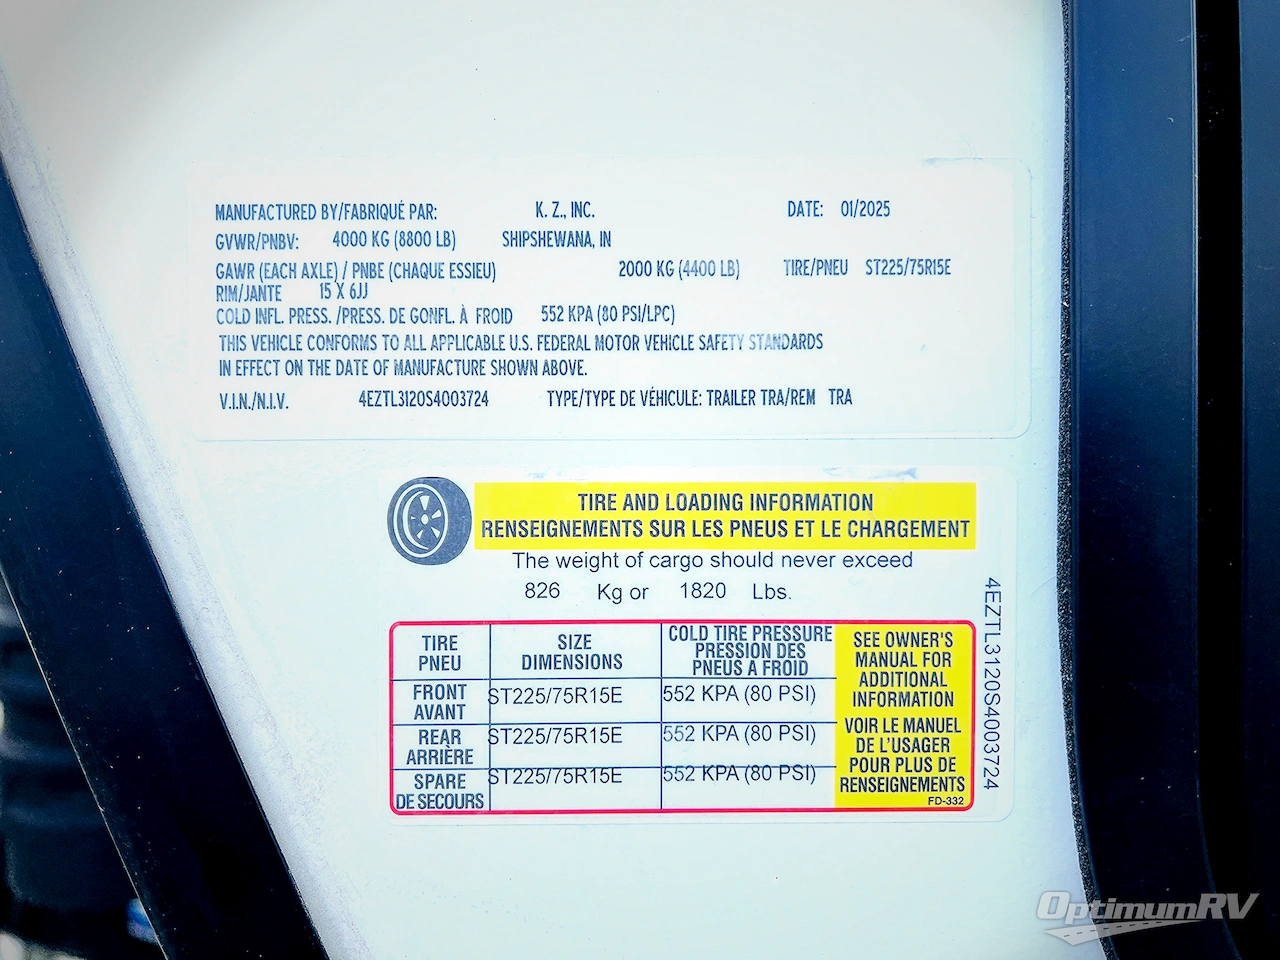 MANUFACTURED BY/FABRIQUÉ PAR: K. Z., INC. DATE: 01/2025
GVWR/PNBV: 4000 KG (8800 LB) SHIPSHEWANA, IN
GAWR (EACH AXLE) / PNBE (CHAQUE ESSIEU) 2000 KG (4400 LB) TIRE/PNEU ST225/75R15E
RIM/JANTE 15 X 6JJ
COLD INFL. PRESS. /PRESS. DE GONFL. À FROID 552 KPA (80 PSI/LPC)
THIS VEHICLE CONFORMS TO ALL APPLICABLE U.S. FEDERAL MOTOR VEHICLE SAFETY STANDARDS
IN EFFECT ON THE DATE OF MANUFACTURE SHOWN ABOVE.
V.I.N./N.I.V. 4EZTL3120S4003724 TYPE/TYPE DE VÉHICULE: TRAILER TRA/REM TRA
TIRE AND LOADING INFORMATION
RENSEIGNEMENTS SUR LES PNEUS ET LE CHARGEMENT
The weight of cargo should never exceed
826 Kg or 1820 Lbs.
TIRE
PNEU
SIZE
DIMENSIONS
COLD TIRE PRESSURE
PRESSION DES
PNEUS A FROID
FRONT
AVANT
ST225/75R15E
552 KPA (80 PSI)
REAR
ARRIÈRE
ST225/75R15E
552 KPA (80 PSI)
SPARE
DE SECOURS
ST225/75R15E
552 KPA (80 PSI)
SEE OWNER'S
MANUAL FOR
ADDITIONAL
INFORMATION
VOIR LE MANUEL
DE L'USAGER
POUR PLUS DE
RENSEIGNEMENTS
FD-332
4EZTL3120S4003724
OptimumRV